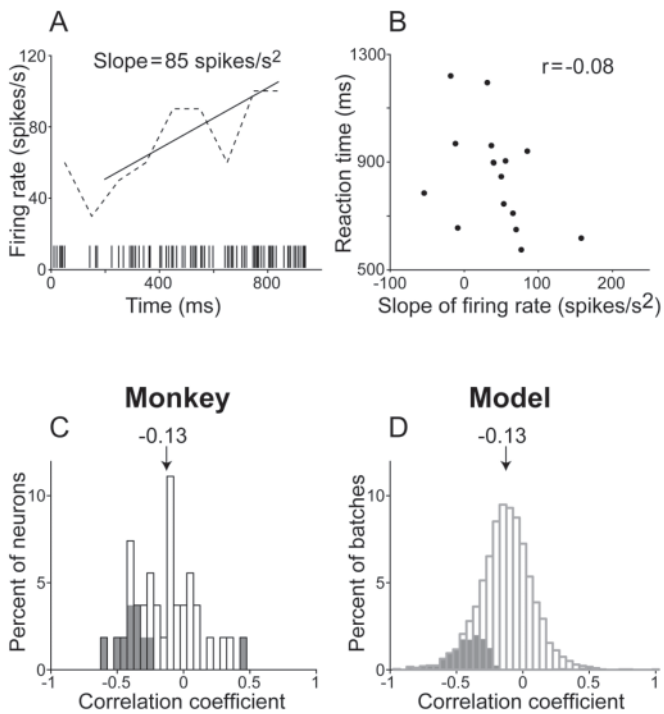 A
B
120
Slope=85 spikes/s2
80
40
0
Firing rate (spikes/s)
0
400
800
Time (ms)
1300
r=-0.08
900
500
Reaction time (ms)
-100
0
100
200
Slope of firing rate (spikes/s2)
Monkey
Model
C
-0.13
10
5
0
Percent of neurons
-1
-0.5
0
0.5
1
Correlation coefficient
D
-0.13
10
5
0
Percent of batches
-1
-0.5
0
0.5
1
Correlation coefficient